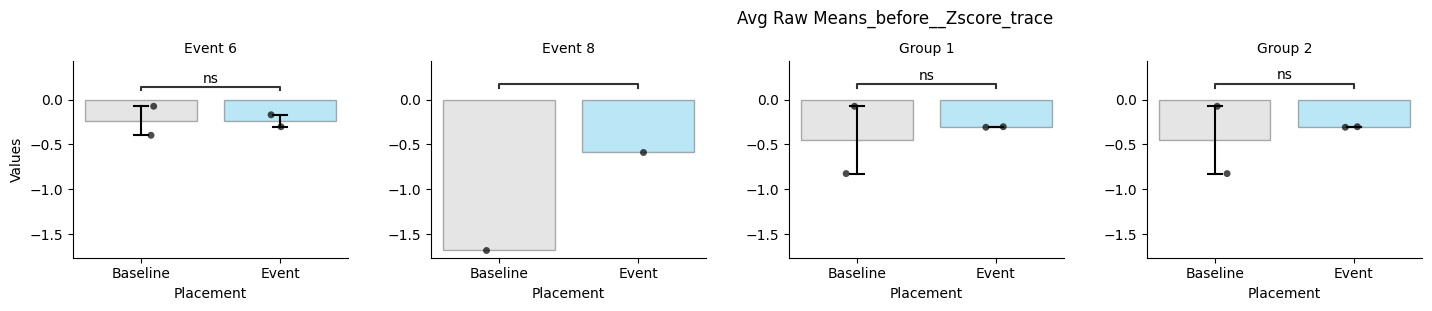 Avg Raw Means_before__Zscore_trace
Event 6
Event 8
Group 1
Group 2
ns
ns
ns
Values
0.0
−0.5
−1.0
−1.5
0.0
−0.5
−1.0
−1.5
0.0
−0.5
−1.0
−1.5
0.0
−0.5
−1.0
−1.5
Baseline Event
Baseline Event
Baseline Event
Baseline Event
Placement
Placement
Placement
Placement